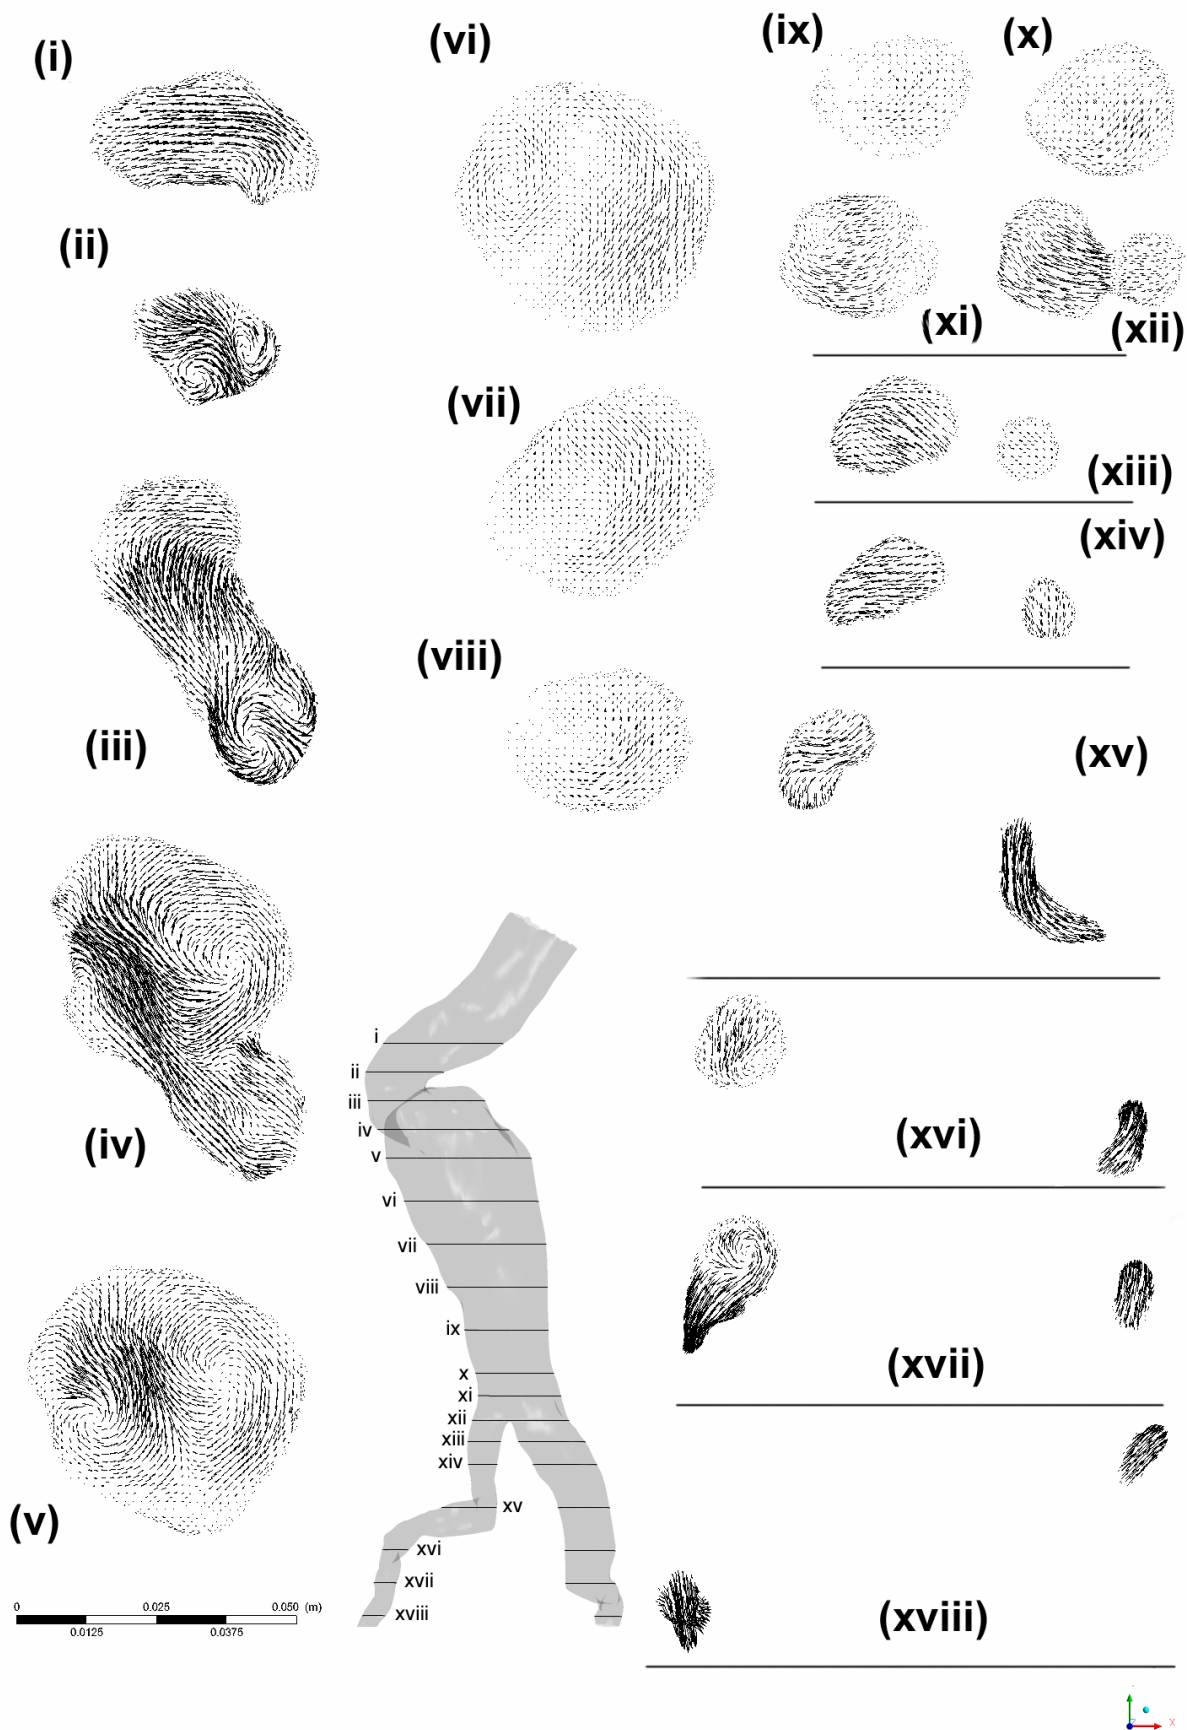 (i)
(ii)
(iii)
(iv)
(v)
(vi)
(vii)
(viii)
(ix)
(x)
(xi)
(xii)
(xiii)
(xiv)
(xv)
(xvi)
(xvii)
(xviii)
i
ii
iii
iv
v
vi
vii
viii
ix
x
xi
xii
xiii
xiv
xv
xvi
xvii
xviii
0 0.025 0.050 (m)
0.0125 0.0375
X